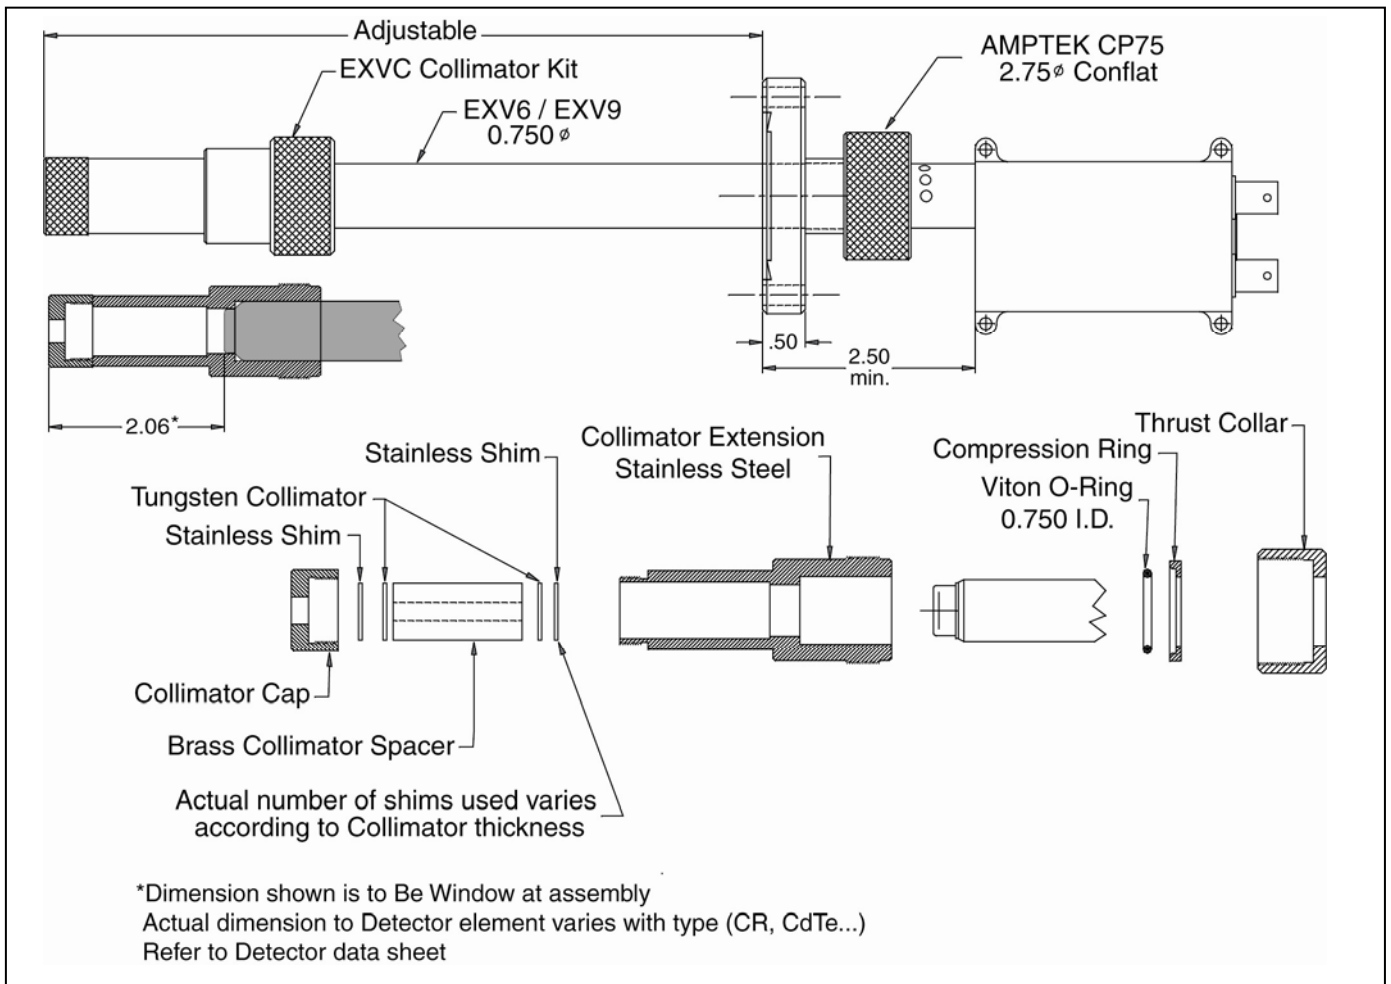 Adjustable
EXVC Collimator Kit
AMPTEK CP75
2.75⌀ Conflat
EXV6 / EXV9
0.750 ⌀
.50
2.50
min.
2.06*
Thrust Collar
Collimator Extension
Stainless Steel
Stainless Shim
Compression Ring
Viton O-Ring
0.750 I.D.
Tungsten Collimator
Stainless Shim
Collimator Cap
Brass Collimator Spacer
Actual number of shims used varies
according to Collimator thickness
*Dimension shown is to Be Window at assembly
Actual dimension to Detector element varies with type (CR, CdTe...)
Refer to Detector data sheet